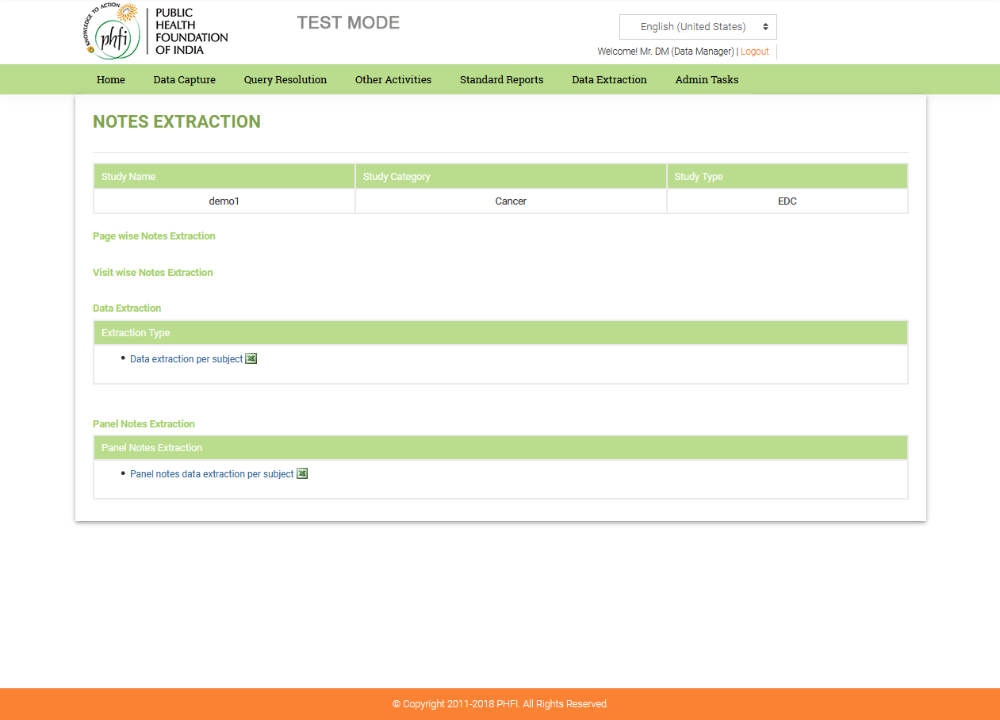 KNOWLEDGE TO ACTION
phfi
PUBLIC
HEALTH
FOUNDATION
OF INDIA
TEST MODE
English (United States)
Welcome! Mr. DM (Data Manager) | Logout
Home Data Capture Query Resolution Other Activities Standard Reports Data Extraction Admin Tasks
NOTES EXTRACTION
Study Name Study Category Study Type
demo1 Cancer EDC
Page wise Notes Extraction
Visit wise Notes Extraction
Data Extraction
Extraction Type
• Data extraction per subject
Panel Notes Extraction
Panel Notes Extraction
• Panel notes data extraction per subject
© Copyright 2011-2018 PHFI. All Rights Reserved.